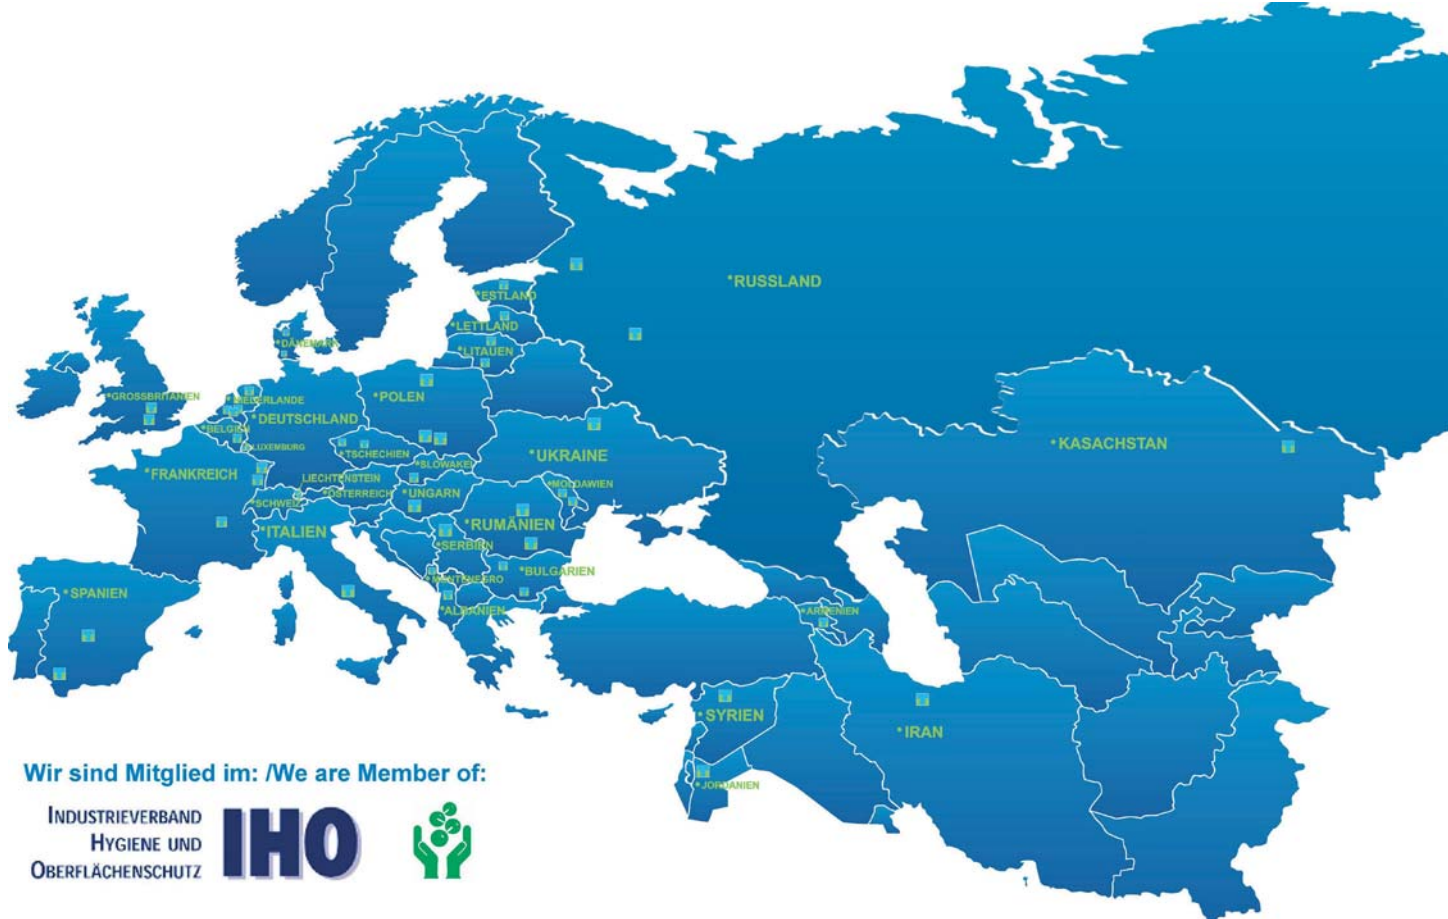 *RUSSLAND
*ESTLAND
*LETTLAND
*DÄNEMARK
*LITAUEN
*GROSSBRITANIEN
*NIEDERLANDE
*POLEN
*DEUTSCHLAND
*BELGIEN
*LUXEMBURG
*KASACHSTAN
*TSCHECHIEN
*UKRAINE
*SLOWAKEI
*FRANKREICH
LIECHTENSTEIN
*MOLDAWIEN
*ÖSTERREICH
*UNGARN
*SCHWEIZ
*RUMÄNIEN
*ITALIEN
*SERBIEN
*BULGARIEN
*MONTENEGRO
*SPANIEN
*ALBANIEN
*ARMENIEN
*SYRIEN
*IRAN
*JORDANIEN
Wir sind Mitglied im: /We are Member of:
INDUSTRIEVERBAND
HYGIENE UND
OBERFLÄCHENSCHUTZ
IHO